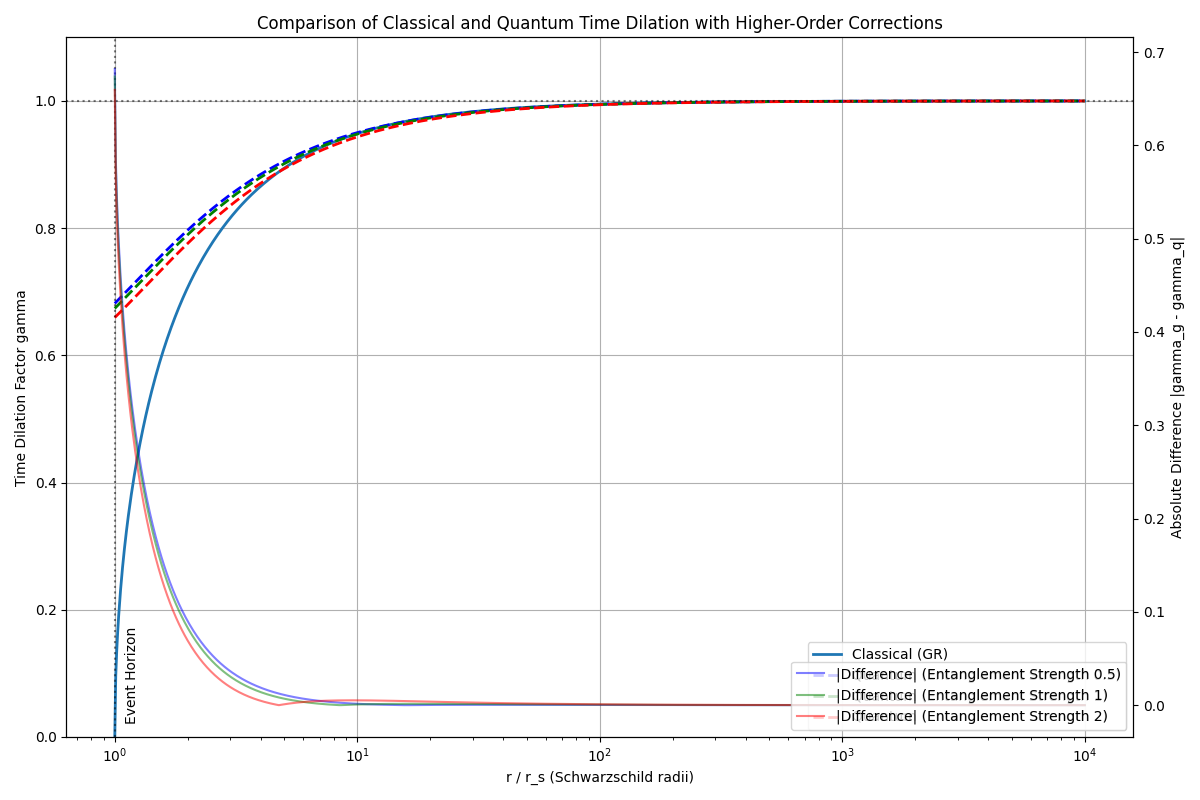 Comparison of Classical and Quantum Time Dilation with Higher-Order Corrections
Time Dilation Factor gamma
1.0
0.8
0.6
0.4
0.2
0.0
Event Horizon
10^0
10^1
10^2
10^3
10^4
r / r_s (Schwarzschild radii)
0.7
0.6
0.5
0.4
0.3
0.2
0.1
0.0
Absolute Difference |gamma_g - gamma_q|
Classical (GR)
|Difference| (Entanglement Strength 0.5)
|Difference| (Entanglement Strength 1)
|Difference| (Entanglement Strength 2)